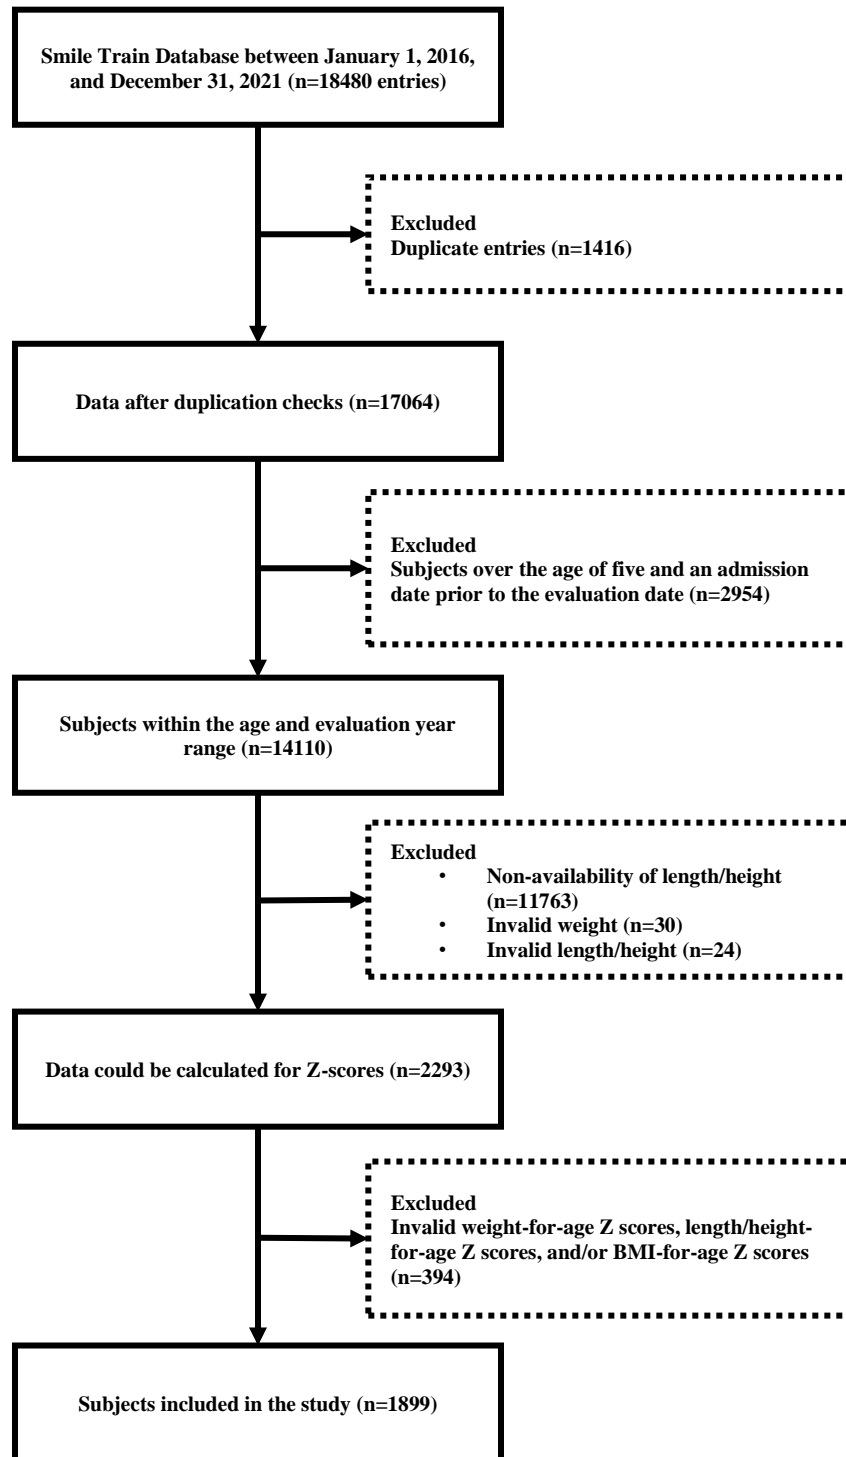 Smile Train Database between January 1, 2016,
and December 31, 2021 (n=18480 entries)
Excluded
Duplicate entries (n=1416)
Data after duplication checks (n=17064)
Excluded
Subjects over the age of five and an admission
date prior to the evaluation date (n=2954)
Subjects within the age and evaluation year
range (n=14110)
Excluded
• Non-availability of length/height
(n=11763)
• Invalid weight (n=30)
• Invalid length/height (n=24)
Data could be calculated for Z-scores (n=2293)
Excluded
Invalid weight-for-age Z scores, length/height-
for-age Z scores, and/or BMI-for-age Z scores
(n=394)
Subjects included in the study (n=1899)